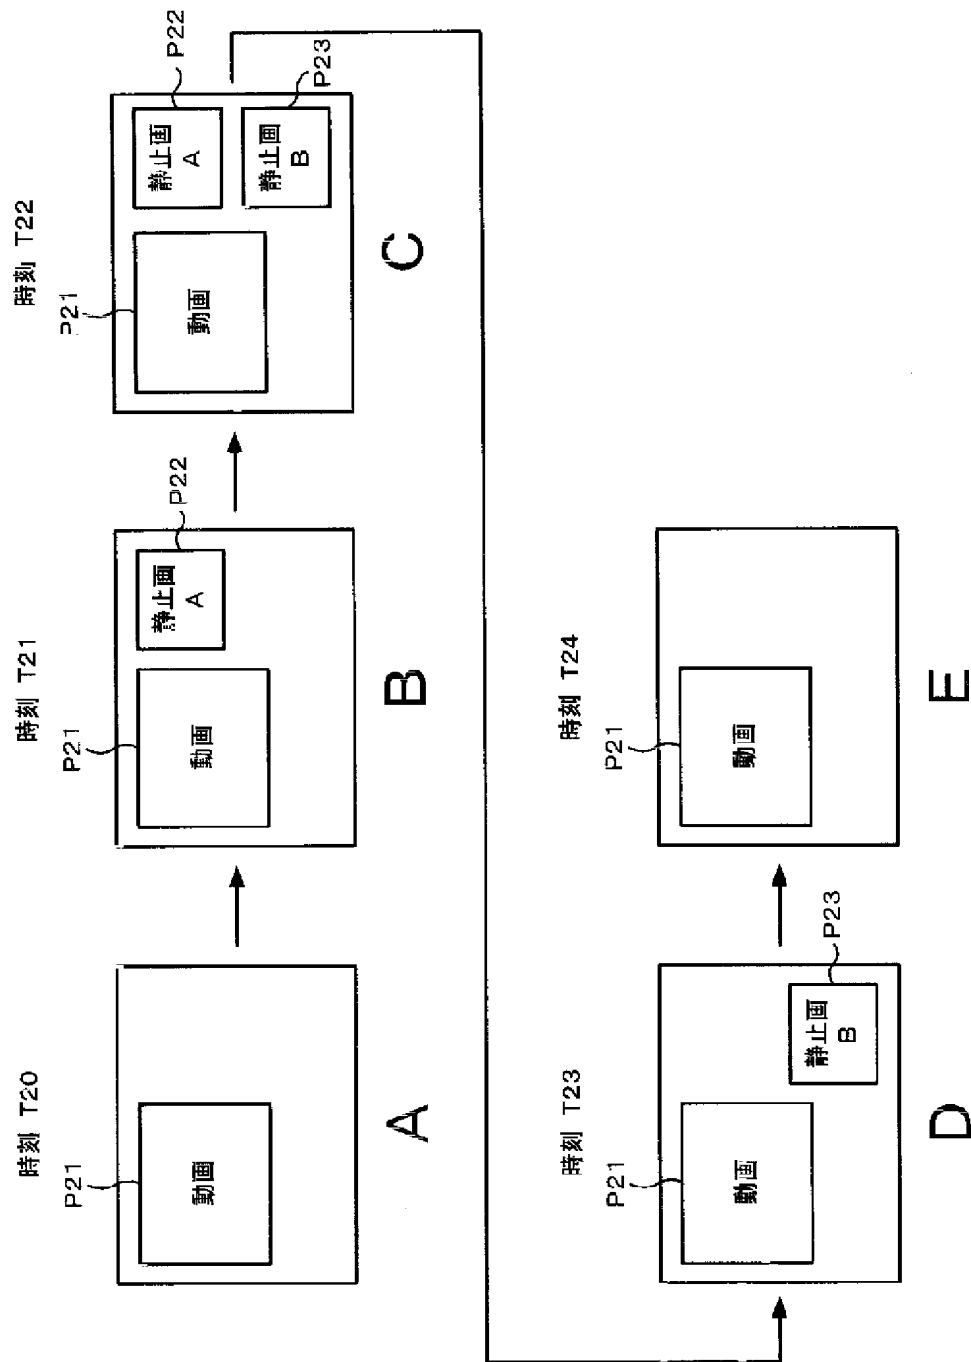 時刻 T20
P21
動画
A
時刻 T21
P21
動画
P22
静止画
A
B
時刻 T22
P21
動画
P22
静止画
A
P23
静止画
B
C
時刻 T23
P21
動画
P23
静止画
B
D
時刻 T24
P21
動画
E